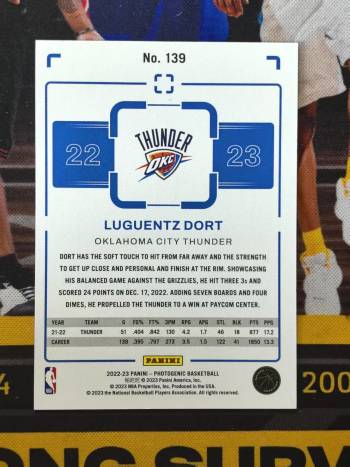 No. 139
22
THUNDER
OKC
23
LUGUENTZ DORT
OKLAHOMA CITY THUNDER
DORT HAS THE SOFT TOUCH TO HIT FROM FAR AWAY AND THE STRENGTH
TO GET UP CLOSE AND PERSONAL AND FINISH AT THE RIM. SHOWCASING
HIS BALANCED GAME AGAINST THE GRIZZLIES, HE HIT THREE 3s AND
SCORED 24 POINTS ON DEC. 17, 2022. ADDING SEVEN BOARDS AND FOUR
DIMES, HE PROPELLED THE THUNDER TO A WIN AT PAYCOM CENTER.
YEAR TEAM G FG% FT% 3PM RPG APG STL BLK PTS PPG
21-22 THUNDER 51 .404 .842 130 4.2 1.7 46 18 877 17.2
CAREER 139 .395 .797 273 3.5 1.5 122 41 1850 13.3
PANINI
2022-23 PANINI – PHOTOGENIC BASKETBALL
© 2023 Panini America, Inc.
© 2023 NBA Properties, Inc. Produced in the USA.
© 2023 the National Basketball Players Association. All rights reserved.
4
200
ONG SURV